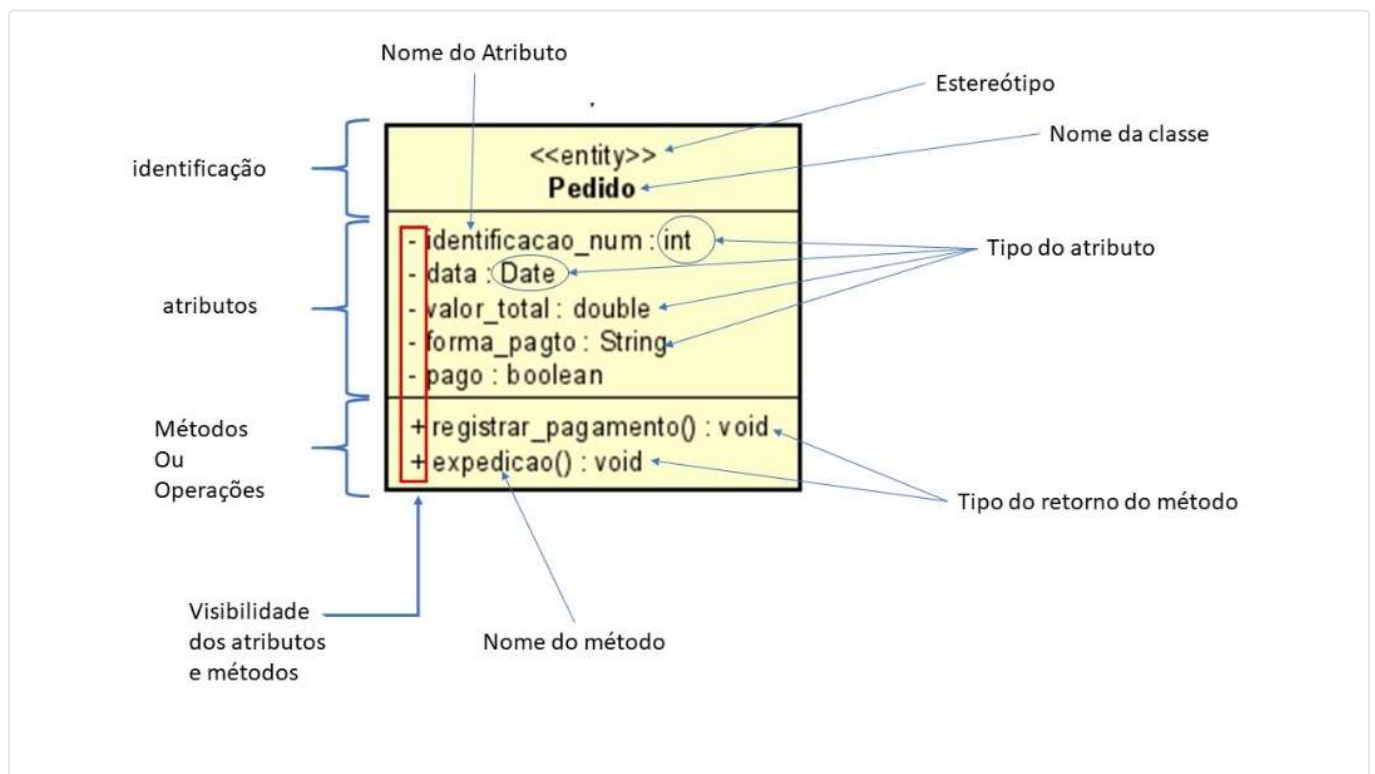 Nome do Atributo
Estereótipo
Nome da classe
identificação
<<entity>>
Pedido
- identificacao_num : int
- data : Date
- valor_total : double
- forma_pagto : String
- pago : boolean
Tipo do atributo
atributos
+ registrar_pagamento() : void
+ expedicao() : void
Métodos
Ou
Operações
Tipo do retorno do método
Visibilidade
dos atributos
e métodos
Nome do método